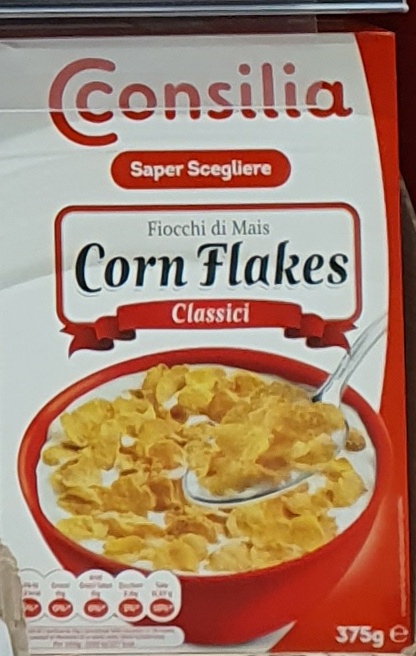 Consilia
Saper Scegliere
Fiocchi di Mais
Corn Flakes
Classici
375g e